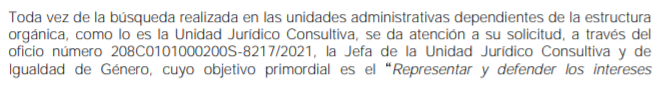 Toda vez de la búsqueda realizada en las unidades administrativas dependientes de la estructura
orgánica, como lo es la Unidad Jurídico Consultiva, se da atención a su solicitud, a través del
oficio número 208C0101000200S-8217/2021, la Jefa de la Unidad Jurídico Consultiva y de
Igualdad de Género, cuyo objetivo primordial es el “Representar y defender los intereses